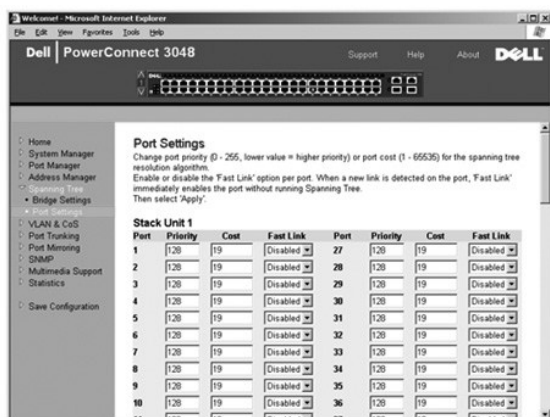 Welcome! - Microsoft Internet Explorer
File Edit View Favorites Tools Help
Dell | PowerConnect 3048
Support Help About DELL
Home
System Manager
Port Manager
Address Manager
Spanning Tree
Bridge Settings
Port Settings
VLAN & CoS
Port Trunking
Port Mirroring
SNMP
Multimedia Support
Statistics
Save Configuration
Port Settings
Change port priority (0 - 255, lower value = higher priority) or port cost (1 - 65535) for the spanning tree
resolution algorithm.
Enable or disable the 'Fast Link' option per port. When a new link is detected on the port, 'Fast Link'
immediately enables the port without running Spanning Tree.
Then select 'Apply'.
Stack Unit 1
Port Priority Cost Fast Link Port Priority Cost Fast Link
1 128 19 Disabled 27 128 19 Disabled
2 128 19 Disabled 28 128 19 Disabled
3 128 19 Disabled 29 128 19 Disabled
4 128 19 Disabled 30 128 19 Disabled
5 128 19 Disabled 31 128 19 Disabled
6 128 19 Disabled 32 128 19 Disabled
7 128 19 Disabled 33 128 19 Disabled
8 128 19 Disabled 34 128 19 Disabled
9 128 19 Disabled 35 128 19 Disabled
10 128 19 Disabled 36 128 19 Disabled